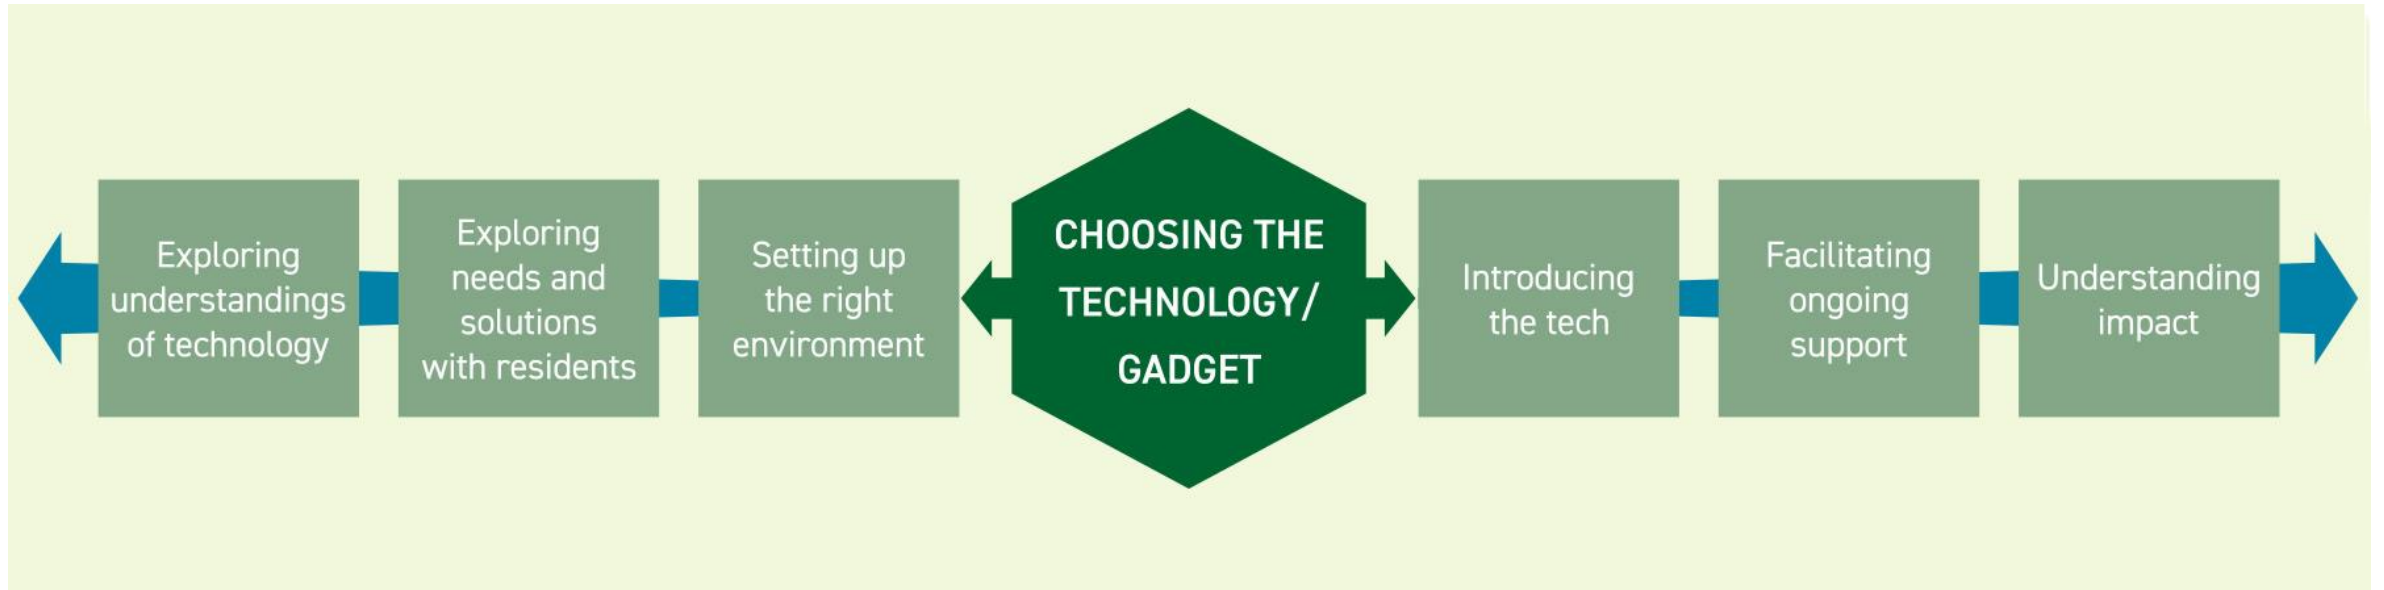 Exploring
understandings
of technology
Exploring
needs and
solutions
with residents
Setting up
the right
environment
CHOOSING THE
TECHNOLOGY/
GADGET
Introducing
the tech
Facilitating
ongoing
support
Understanding
impact